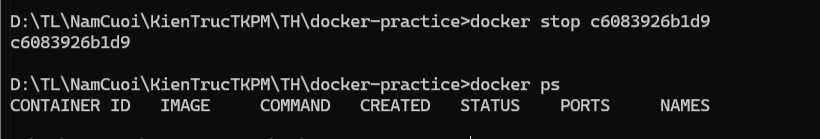 D:\TL\NamCuoi\KienTrucTKPM\TH\docker-practice>docker stop c6083926b1d9
c6083926b1d9
D:\TL\NamCuoi\KienTrucTKPM\TH\docker-practice>docker ps
CONTAINER ID   IMAGE     COMMAND   CREATED   STATUS    PORTS     NAMES